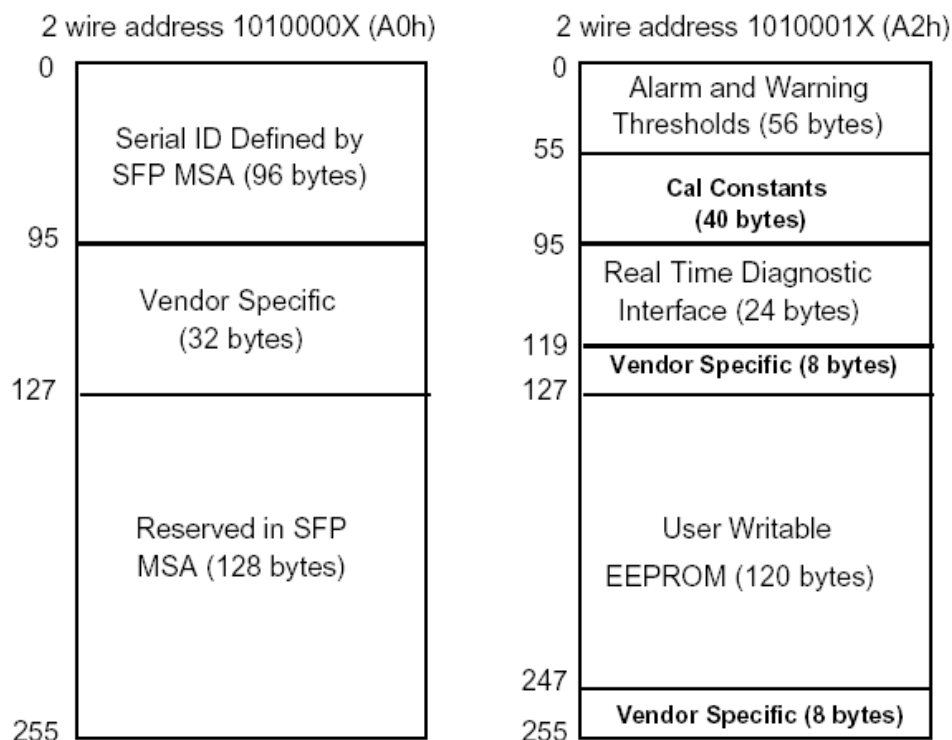 2 wire address 1010000X (A0h)
0
Serial ID Defined by
SFP MSA (96 bytes)
95
Vendor Specific
(32 bytes)
127
Reserved in SFP
MSA (128 bytes)
255
2 wire address 1010001X (A2h)
0
Alarm and Warning
Thresholds (56 bytes)
55
Cal Constants
(40 bytes)
95
Real Time Diagnostic
Interface (24 bytes)
119
Vendor Specific (8 bytes)
127
User Writable
EEPROM (120 bytes)
247
Vendor Specific (8 bytes)
255